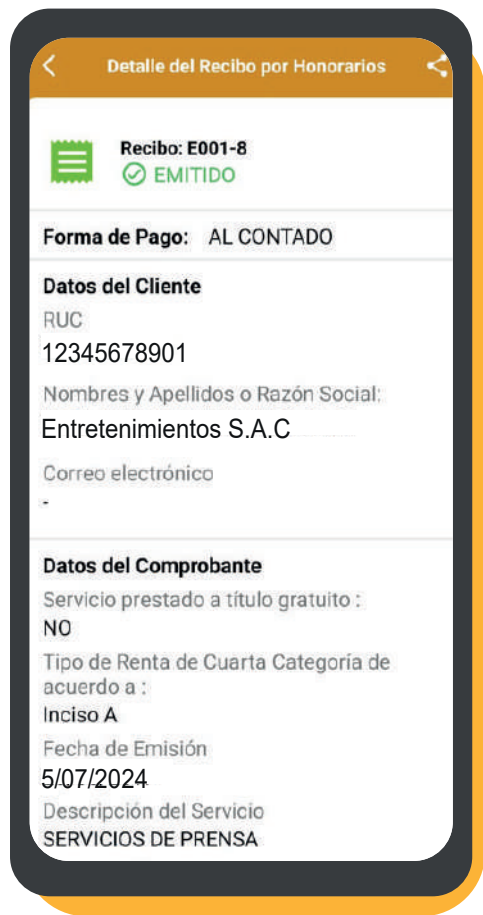 Detalle del Recibo por Honorarios
Recibo: E001-8
EMITIDO
Forma de Pago: AL CONTADO
Datos del Cliente
RUC
12345678901
Nombres y Apellidos o Razón Social:
Entretenimientos S.A.C
Correo electrónico
-
Datos del Comprobante
Servicio prestado a título gratuito :
NO
Tipo de Renta de Cuarta Categoría de
acuerdo a :
Inciso A
Fecha de Emisión
5/07/2024
Descripción del Servicio
SERVICIOS DE PRENSA